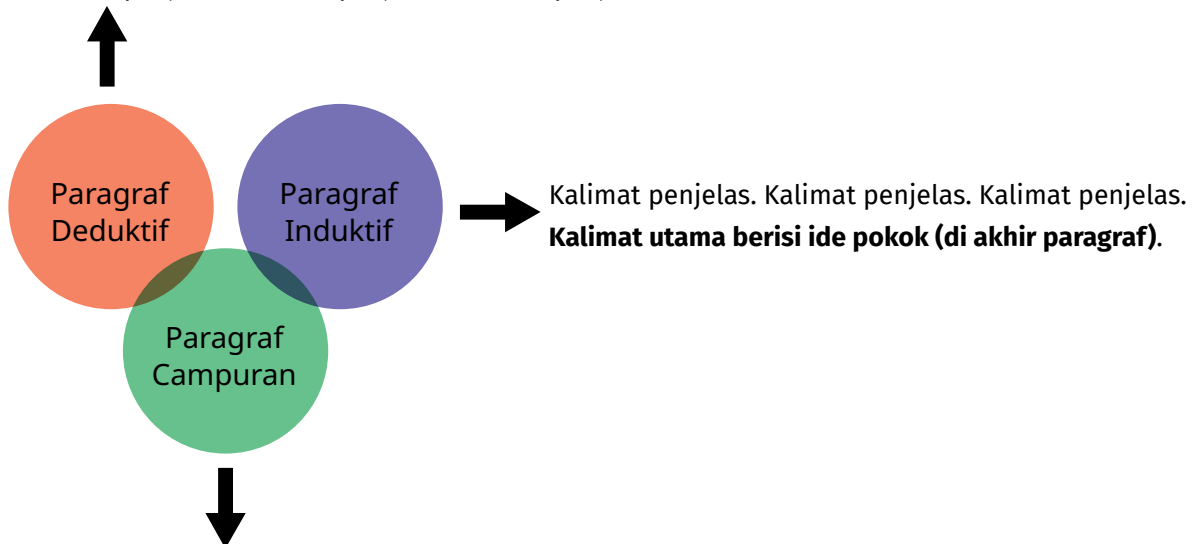 Paragraf
Deduktif
Paragraf
Induktif
Kalimat penjelas. Kalimat penjelas. Kalimat penjelas.
Kalimat utama berisi ide pokok (di akhir paragraf).
Paragraf
Campuran